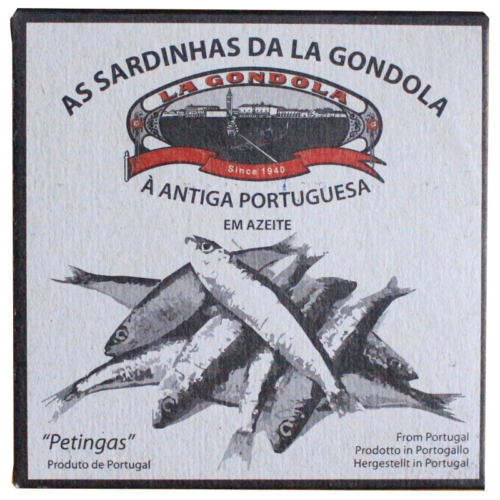 AS SARDINHAS DA LA GONDOLA
LA GONDOLA
Since 1940
À ANTIGA PORTUGUESA
EM AZEITE
"Petingas"
Produto de Portugal
From Portugal
Prodotto in Portogallo
Hergestellt in Portugal